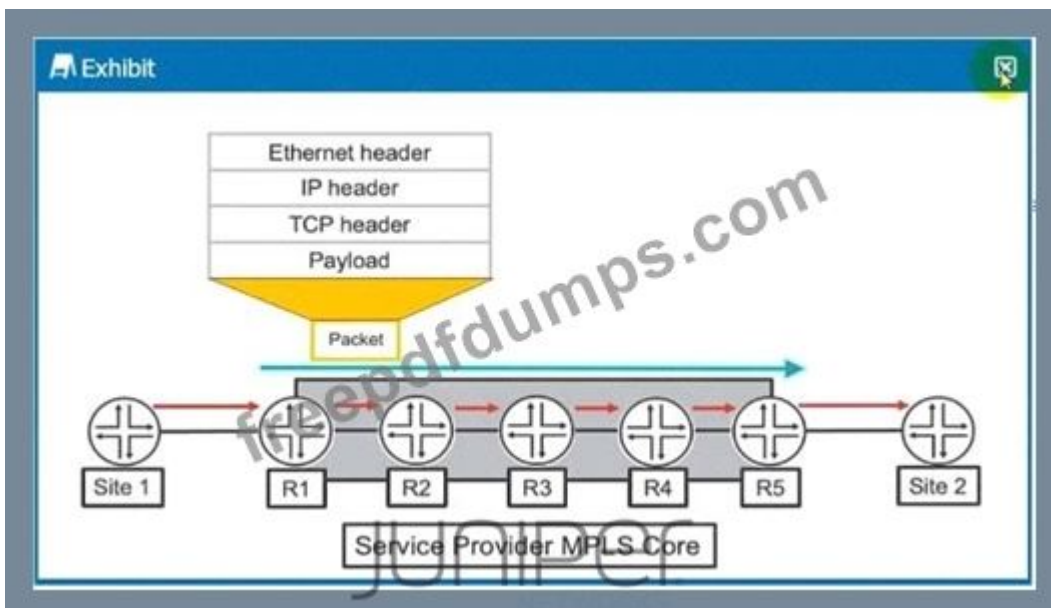 Exhibit
Ethernet header
IP header
TCP header
Payload
Packet
freepdfdumps.com
Site 1
R1
R2
R3
R4
R5
Site 2
Service Provider MPLS Core
JUNIPER